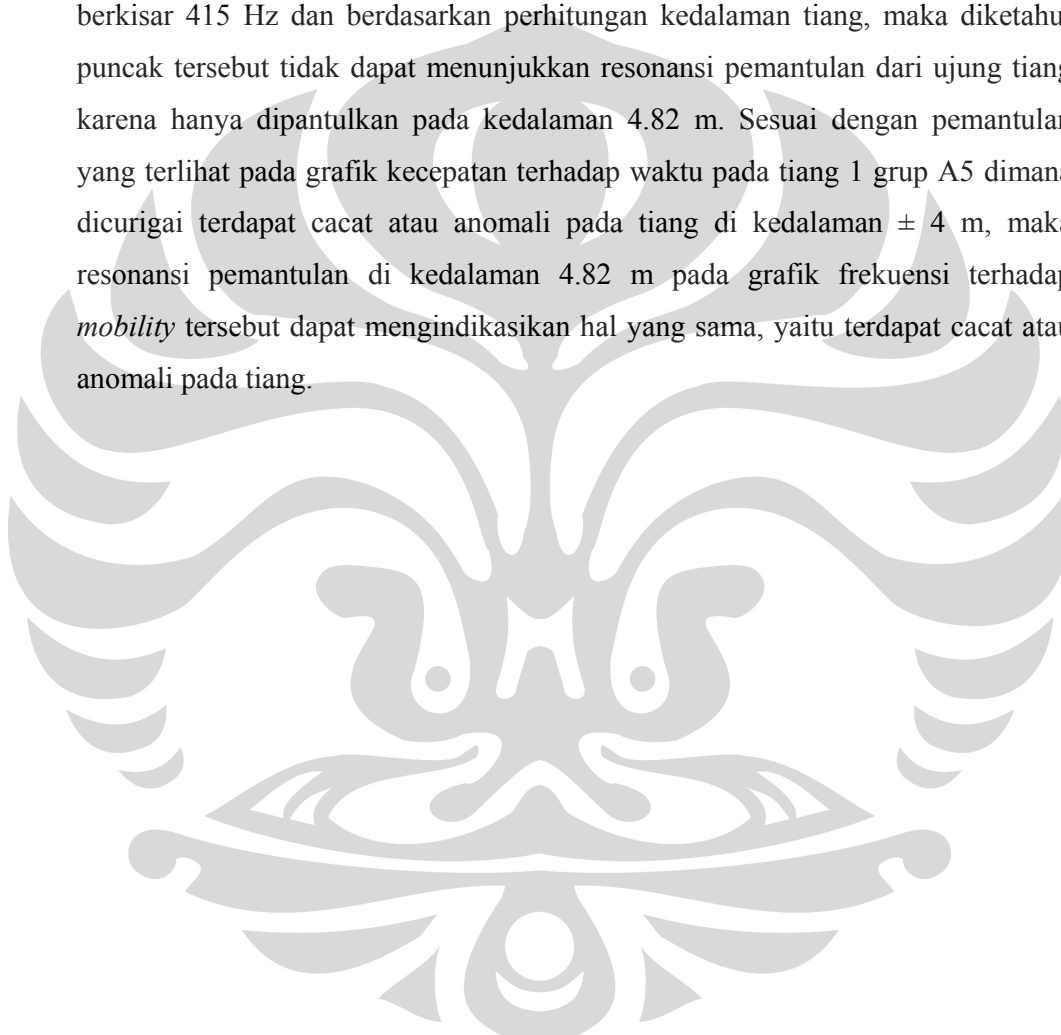 berkisar 415 Hz dan berdasarkan perhitungan kedalaman tiang, maka diketahu
puncak tersebut tidak dapat menunjukkan resonansi pemantulan dari ujung tiang
karena hanya dipantulkan pada kedalaman 4.82 m. Sesuai dengan pemantulan
yang terlihat pada grafik kecepatan terhadap waktu pada tiang 1 grup A5 dimana
dicurigai terdapat cacat atau anomali pada tiang di kedalaman ± 4 m, maka
resonansi pemantulan di kedalaman 4.82 m pada grafik frekuensi terhadap
mobility tersebut dapat mengindikasikan hal yang sama, yaitu terdapat cacat atau
anomali pada tiang.